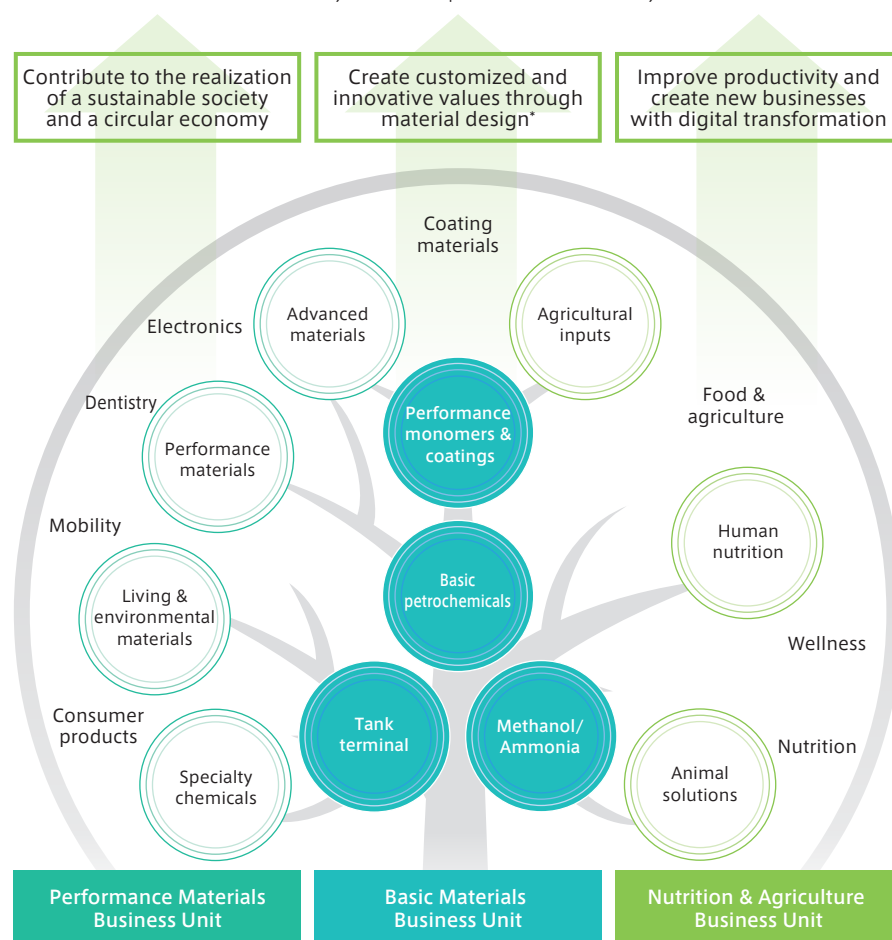 Contribute to the realization
of a sustainable society
and a circular economy
Create customized and
innovative values through
material design*
Improve productivity and
create new businesses
with digital transformation
Coating
materials
Electronics
Advanced
materials
Agricultural
inputs
Dentistry
Performance
materials
Performance
monomers &
coatings
Food &
agriculture
Mobility
Human
nutrition
Living &
environmental
materials
Basic
petrochemicals
Wellness
Consumer
products
Tank
terminal
Methanol/
Ammonia
Nutrition
Specialty
chemicals
Animal
solutions
Performance Materials
Business Unit
Basic Materials
Business Unit
Nutrition & Agriculture
Business Unit